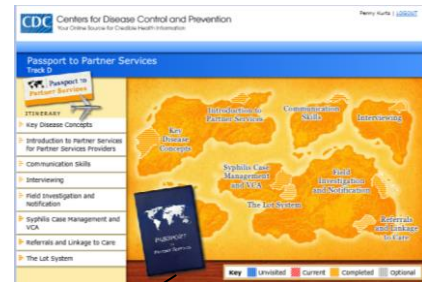 CDC
Centers for Disease Control and Prevention
Your Online Source for Credible Health Information
Penny Kurtz | LOGOUT
Passport to Partner Services
Track D
Passport to
Partner Services
ITINERARY
Key Disease Concepts
Introduction to Partner Services
for Partner Services Providers
Communication Skills
Interviewing
Field Investigation and
Notification
Syphilis Case Management and
VCA
Referrals and Linkage to Care
The Lot System
Key
Disease
Concepts
Introduction to
Partner Services
Communication
Skills
Interviewing
Syphilis Case
Management
and VCA
Field
Investigation
and Notification
The Lot System
Referrals
and Linkage
to Care
PASSPORT
Partner Services
Key
Unvisited
Current
Completed
Optional